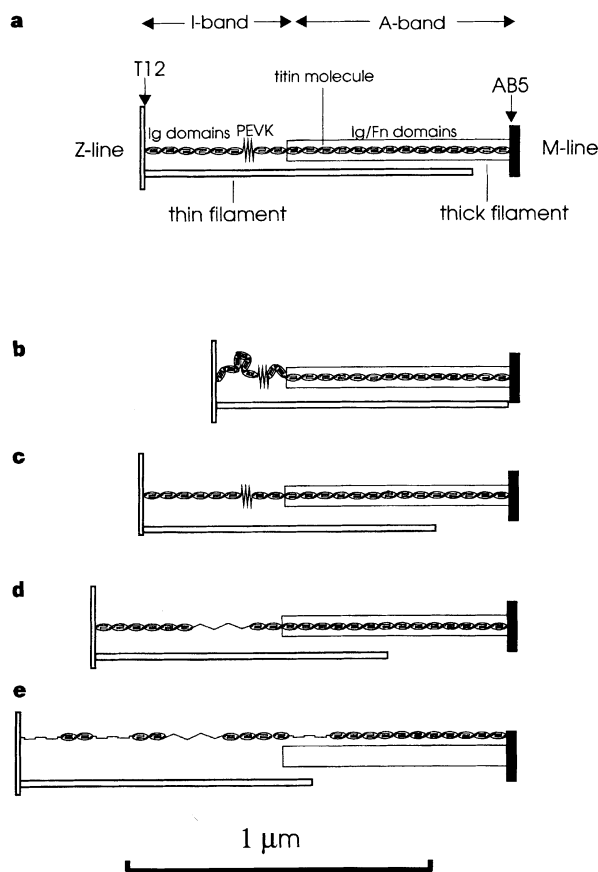 a
I-band
A-band
T12
titin molecule
AB5
Ig domains
PEVK
Ig/Fn domains
Z-line
M-line
thin filament
thick filament
b
c
d
e
1 μm